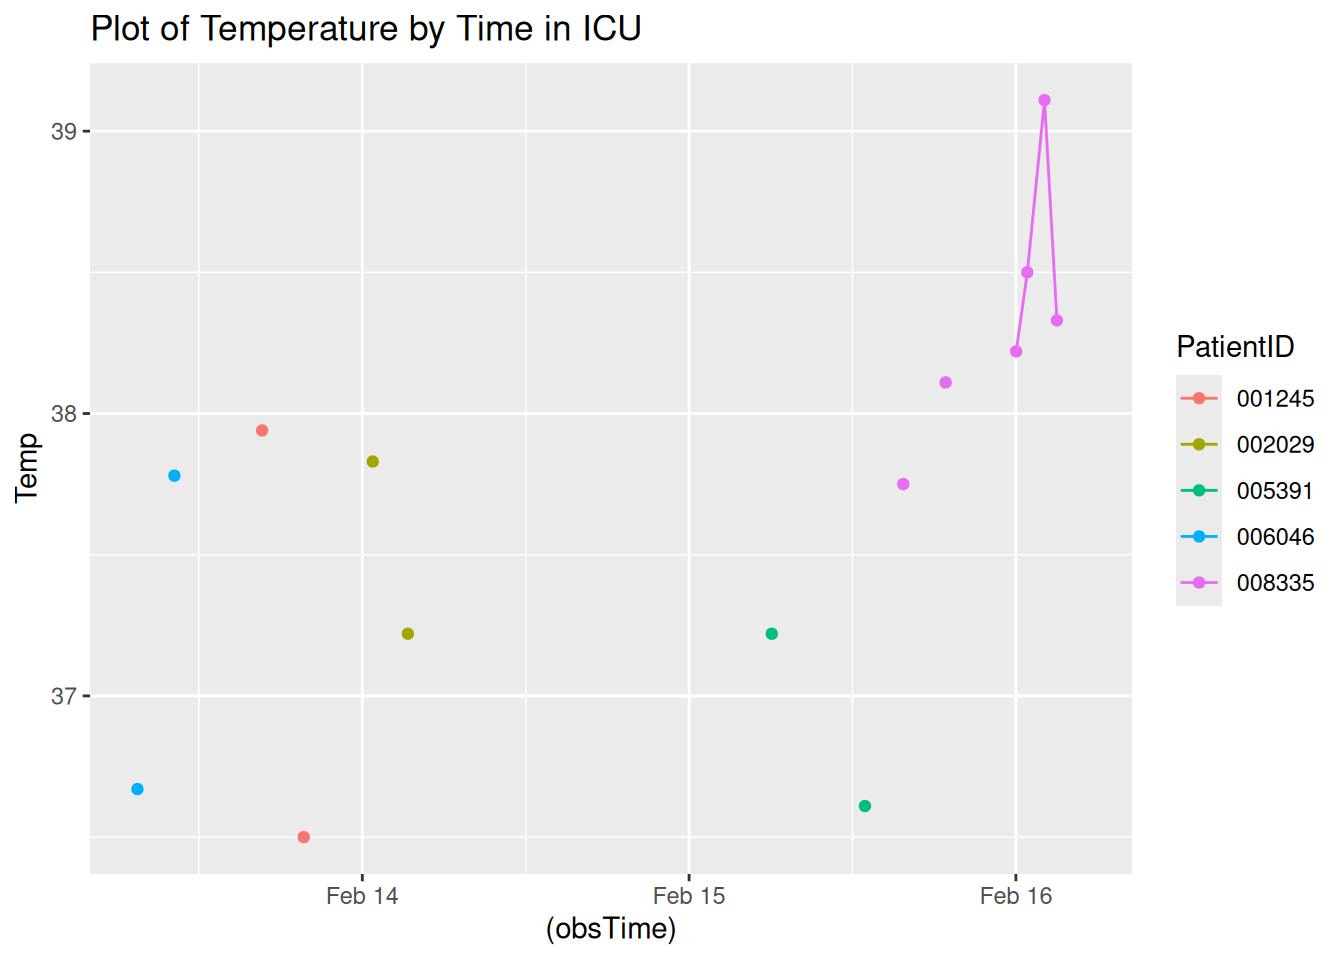 Plot of Temperature by Time in ICU
39
38
37
Temp
Feb 14
Feb 15
Feb 16
(obsTime)
PatientID
001245
002029
005391
006046
008335